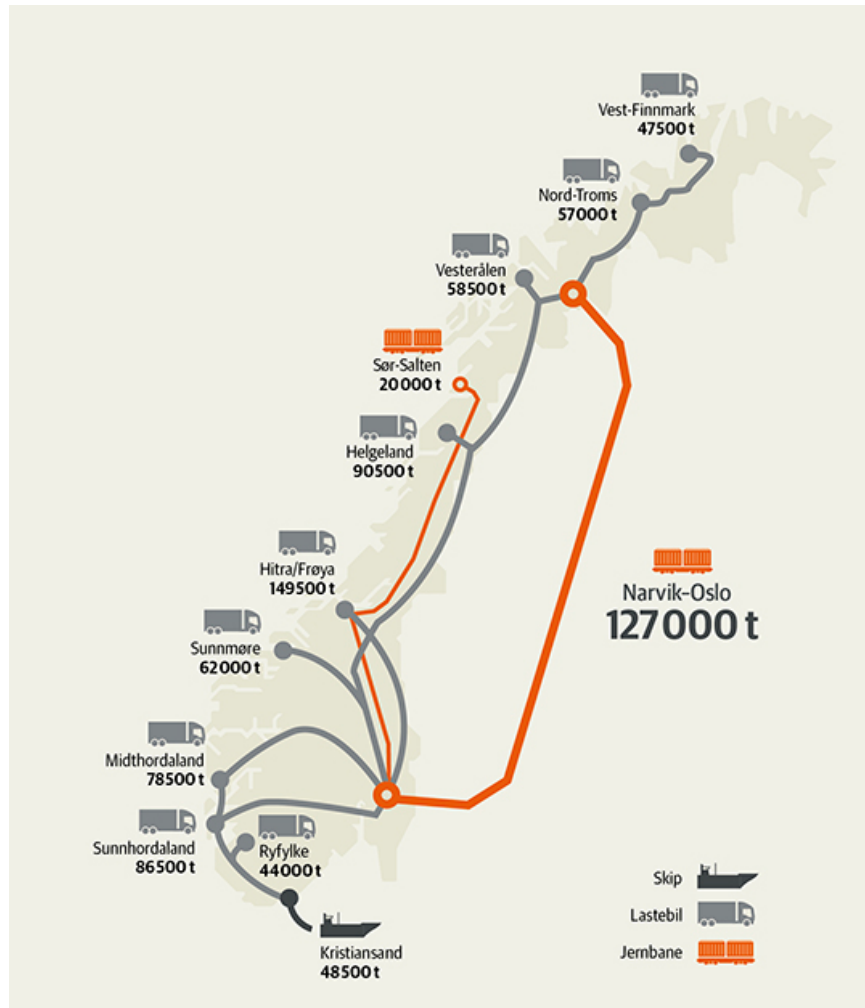 Vest-Finnmark
47500 t
Nord-Troms
57000 t
Vesterålen
58500 t
Sør-Salten
20000 t
Helgeland
90500 t
Hitra/Frøya
149500 t
Narvik-Oslo
127000 t
Sunnmøre
62000 t
Midthordaland
78500 t
Sunnhordaland
86500 t
Ryfylke
44000 t
Kristiansand
48500 t
Skip
Lastebil
Jernbane